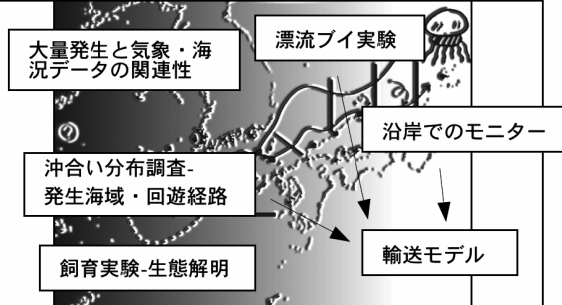 大量発生と気象・海
況データの関連性
漂流ブイ実験
?
沿岸でのモニター
沖合い分布調査-
発生海域・回遊経路
輸送モデル
飼育実験-生態解明